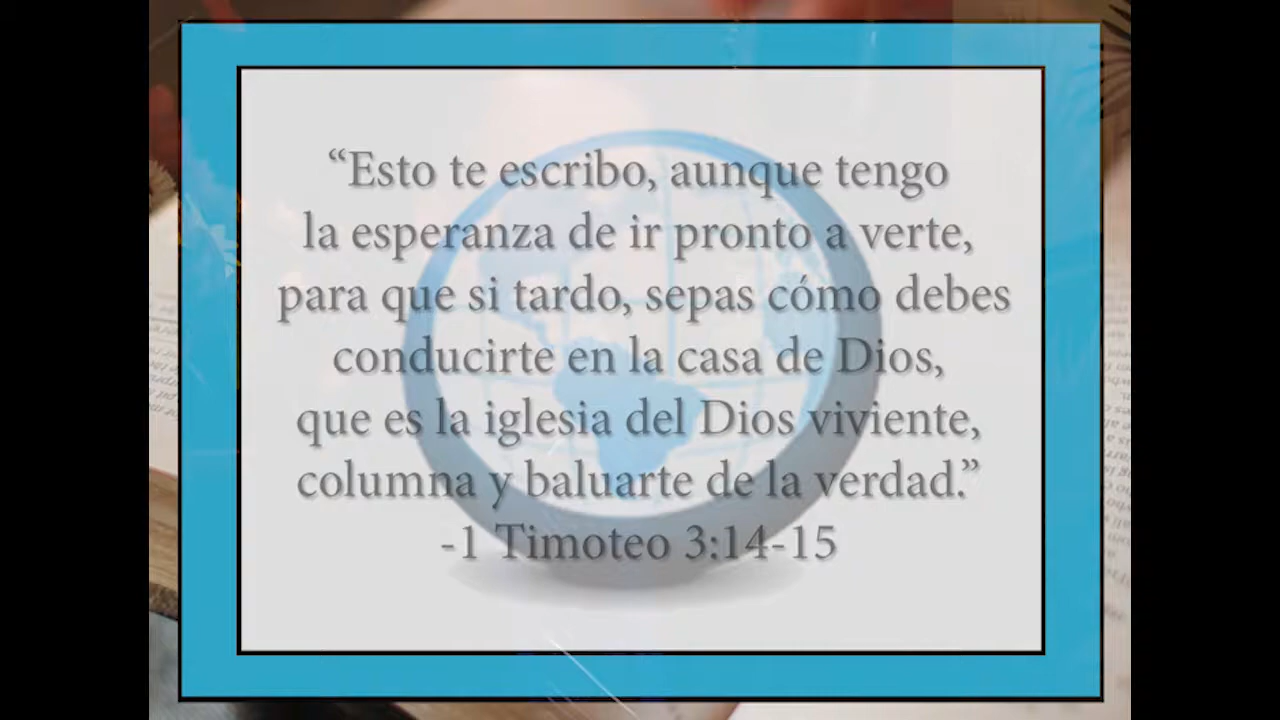 “Esto te escribo, aunque tengo
la esperanza de ir pronto a verte,
para que si tardo, sepas cómo debes
conducirte en la casa de Dios,
que es la iglesia del Dios viviente,
columna y baluarte de la verdad.”
-1 Timoteo 3:14-15